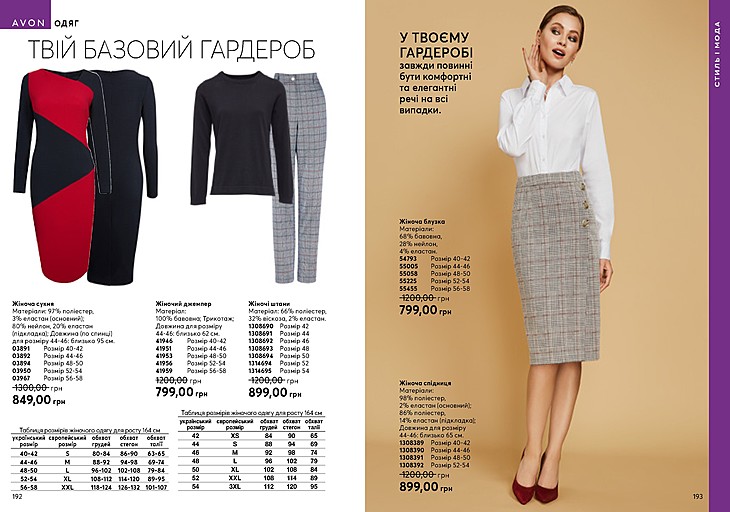 AVON ОДЯГ
ТВІЙ БАЗОВИЙ ГАРДЕРОБ
Жіноча сукня
Матеріали: 97% поліестер,
3% еластан (основний);
80% нейлон, 20% еластан
(підкладка); Довжина (по спинці)
для розміру 44-46: близько 95 см.
03891 Розмір 40-42
03892 Розмір 44-46
03894 Розмір 48-50
03950 Розмір 52-54
03967 Розмір 56-58
1300,00 грн
849,00 грн
Жіночий джемпер
Матеріал:
100% бавовна; Трикотаж;
Довжина для розміру
44-46: близько 62 см.
41946 Розмір 40-42
41951 Розмір 44-46
41953 Розмір 48-50
41956 Розмір 52-54
41959 Розмір 56-58
1200,00 грн
799,00 грн
Жіночі штани
Матеріал: 66% поліестер,
32% віскоза, 2% еластан.
1308690 Розмір 42
1308691 Розмір 44
1308692 Розмір 46
1308693 Розмір 48
1308694 Розмір 50
1314694 Розмір 52
1314695 Розмір 54
1200,00 грн
899,00 грн
Таблиця розмірів жіночого одягу для росту 164 см
український розмір європейський розмір обхват грудей обхват стегон обхват талії
40-42 S 80-84 86-90 63-65
44-46 M 88-92 94-98 69-74
48-50 L 96-102 102-108 79-84
52-54 XL 108-112 114-120 89-95
56-58 XXL 118-124 126-132 101-107
Таблиця розмірів жіночого одягу для росту 164 см
український розмір європейський розмір обхват грудей обхват стегон обхват талії
42 XS 84 90 65
44 S 88 94 69
46 M 92 98 74
48 L 96 102 79
50 XL 102 108 84
52 XXL 108 114 89
54 3XL 112 120 95
192
У ТВОЄМУ
ГАРДЕРОБІ
завжди повинні
бути комфортні
та елегантні
речі на всі
випадки.
СТИЛЬ І МОДА
Жіноча блузка
Матеріали:
68% бавовна,
28% нейлон,
4% еластан.
54793 Розмір 40-42
55005 Розмір 44-46
55058 Розмір 48-50
55225 Розмір 52-54
55455 Розмір 56-58
1200,00 грн
799,00 грн
Жіноча спідниця
Матеріали:
98% поліестер,
2% еластан (основний);
86% поліестер,
14% еластан (підкладка);
Довжина для розміру
44-46: близько 65 см.
1308389 Розмір 40-42
1308390 Розмір 44-46
1308391 Розмір 48-50
1308392 Розмір 52-54
1200,00 грн
899,00 грн
193